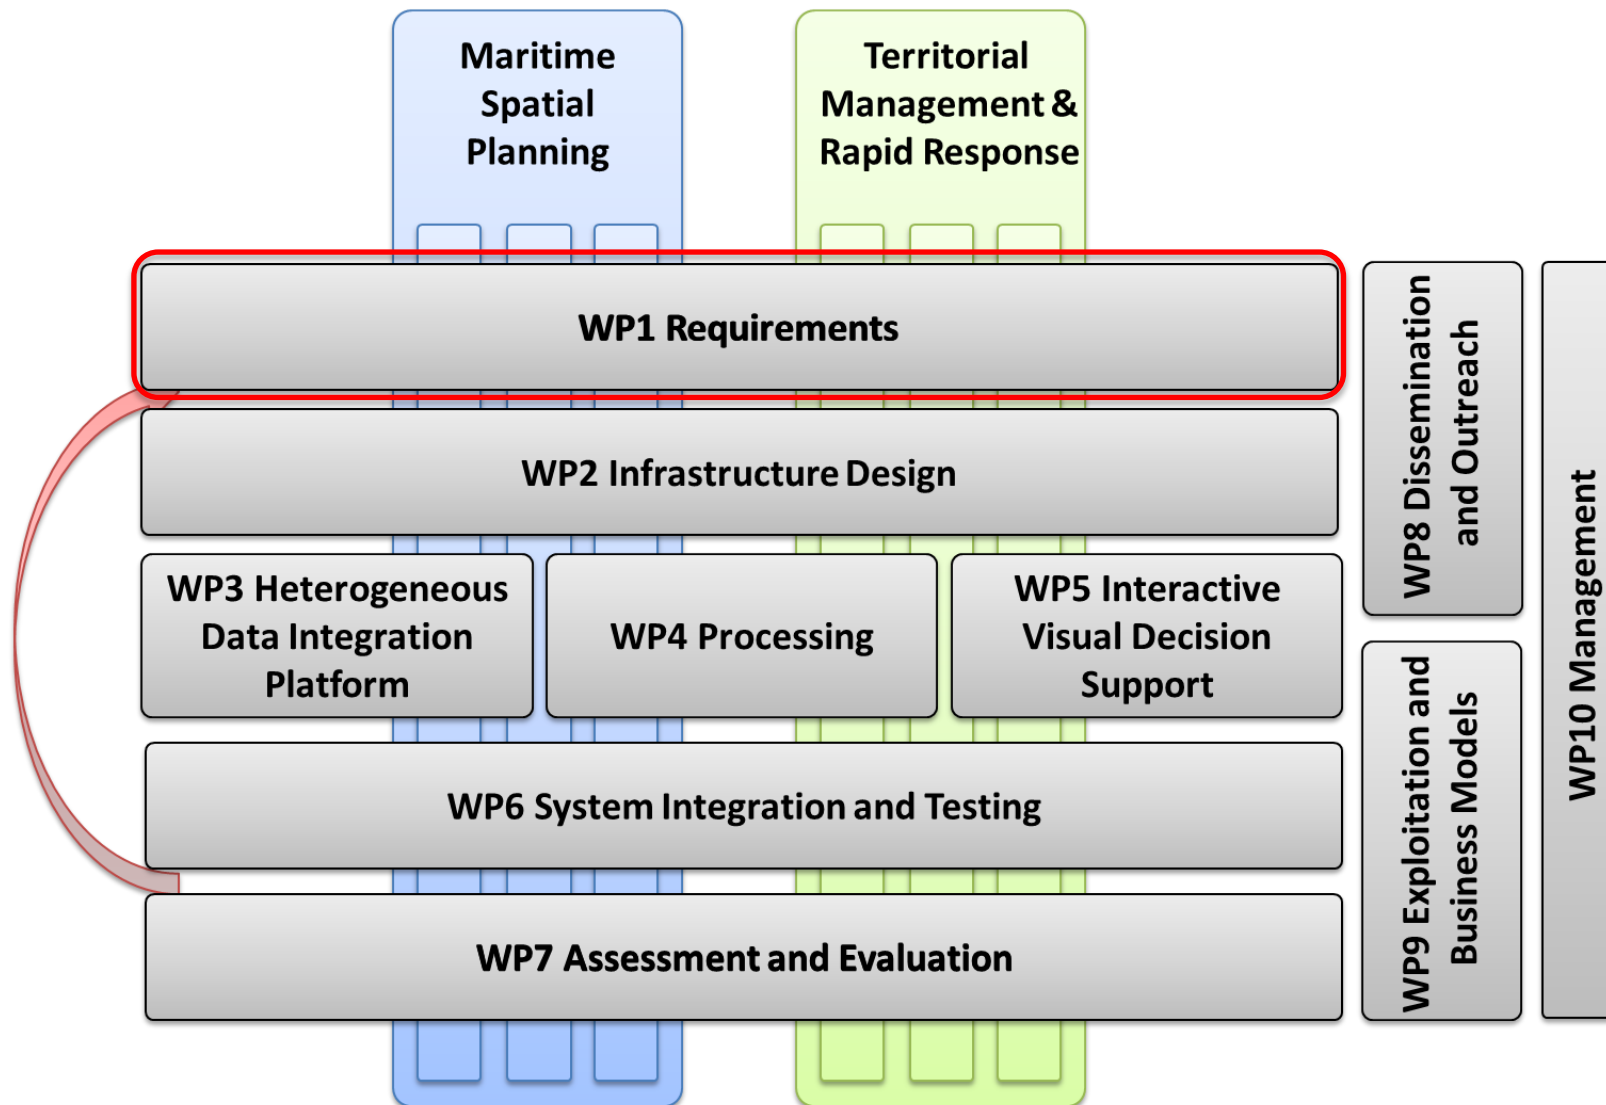 Maritime
Spatial
Planning
Territorial
Management &
Rapid Response
WP1 Requirements
WP2 Infrastructure Design
WP3 Heterogeneous
Data Integration
Platform
WP4 Processing
WP5 Interactive
Visual Decision
Support
WP6 System Integration and Testing
WP7 Assessment and Evaluation
WP8 Dissemination
and Outreach
WP9 Exploitation and
Business Models
WP10 Management